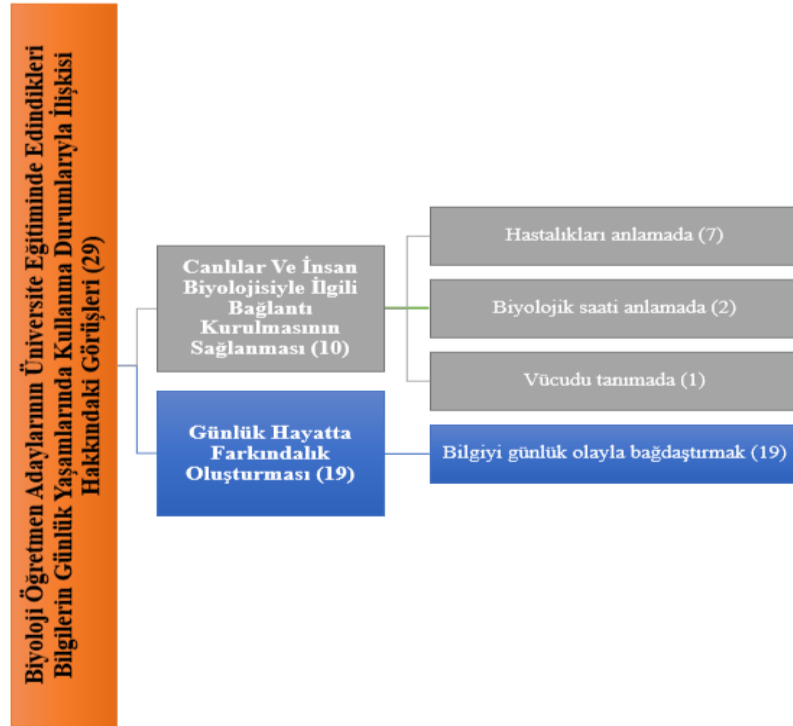 Biyoloji Öğretmen Adaylarının Üniversite Eğitiminde Edindikleri
Bilgilerin Günlük Yaşamlarında Kullanma Durumlarıyla İlişkisi
Hakkındaki Görüşleri (29)
Canlılar Ve İnsan
Biyolojisiyle İlgili
Bağlantı
Kurulmasının
Sağlanması (10)
Hastalıkları anlamada (7)
Biyolojik saati anlamada (2)
Vücudu tanımada (1)
Günlük Hayatta
Farkındalık
Oluşturması (19)
Bilgiyi günlük olayla bağdaştırmak (19)